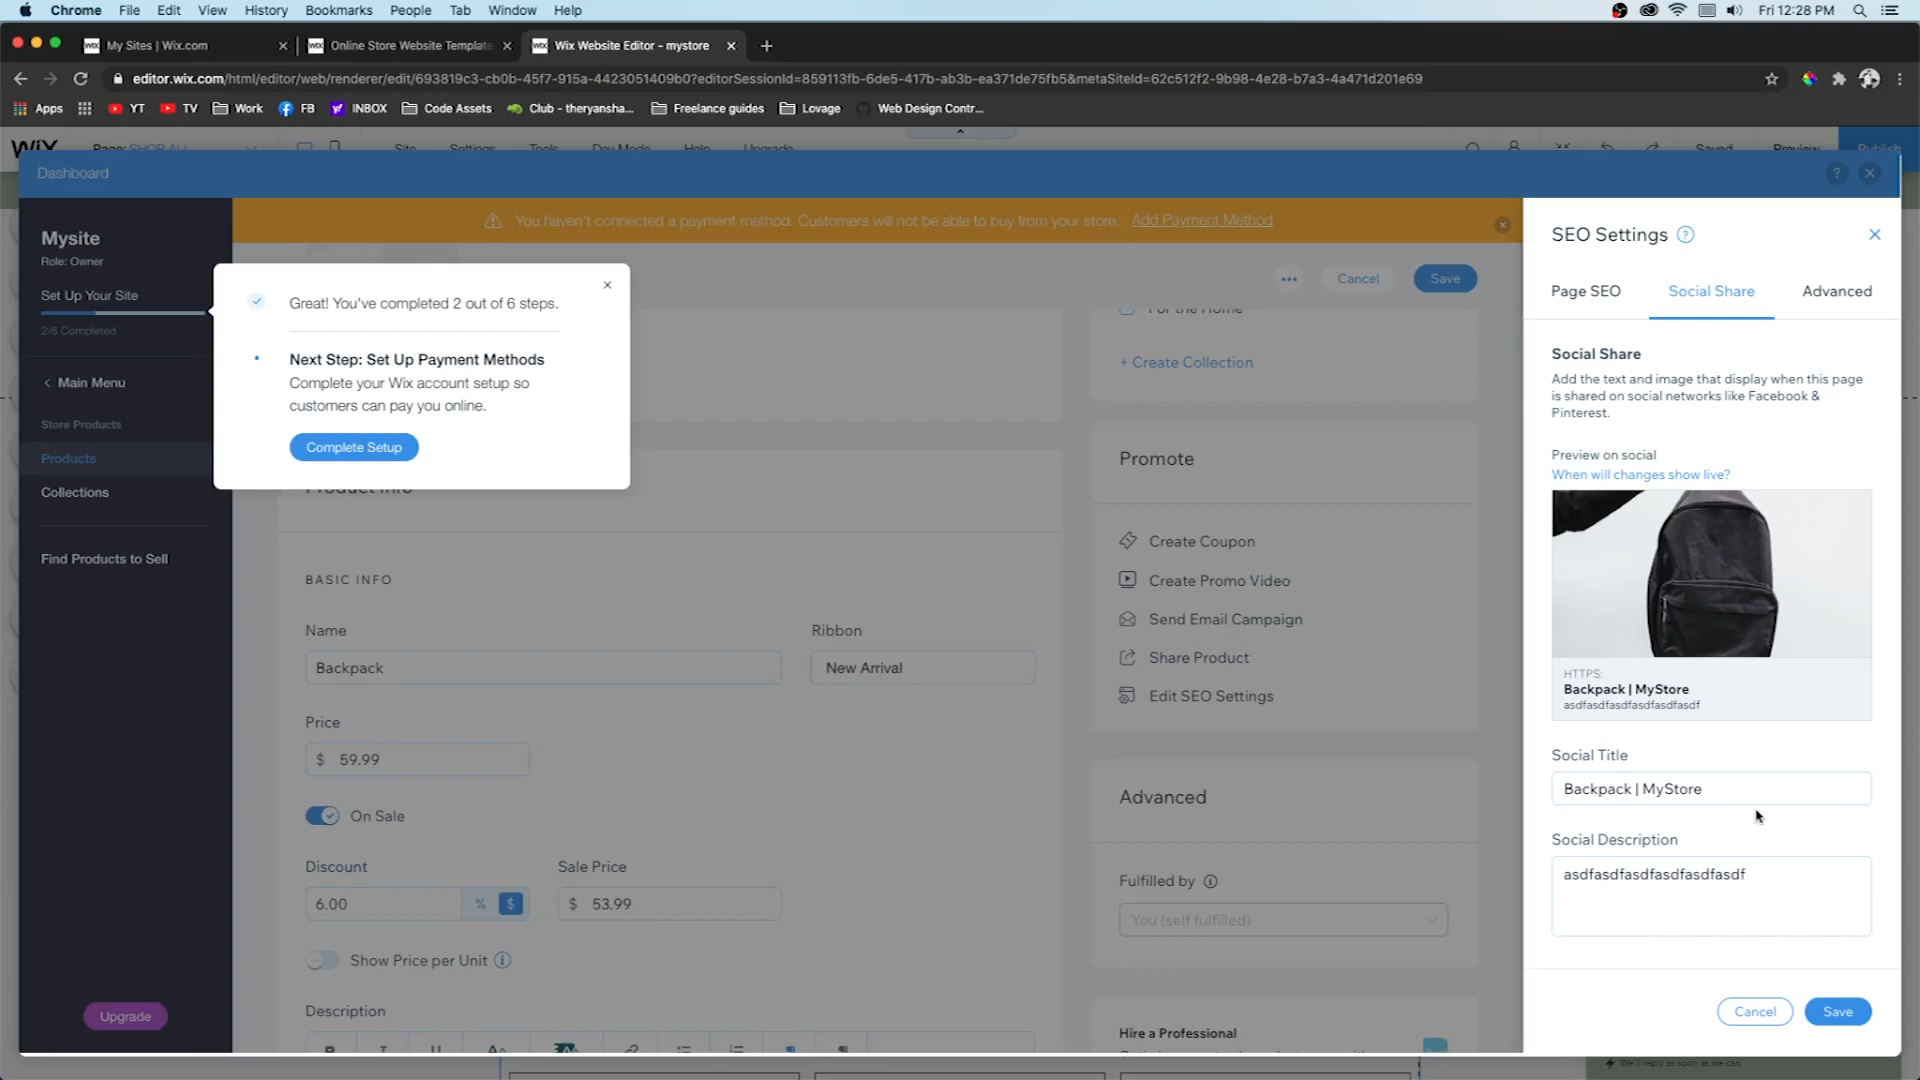 Chrome File Edit View History Bookmarks People Tab Window Help Fri 12:28 PM
My Sites | Wix.com
Online Store Website Template
Wix Website Editor - mystore
editor.wix.com/html/editor/web/renderer/edit/693819c3-cb0b-45f7-915a-4423051409b0?editorSessionId=859113fb-6de5-417b-ab3b-ea371de75fb5&metaSiteId=62c512f2-9b98-4e28-b7a3-4a471d201e69
Apps YT TV Work FB INBOX Code Assets Club - theryansha... Freelance guides Lovage Web Design Contr...
WiX Page: SHOP ALL Site Settings Tools Dev Mode Help Upgrade Saved Preview Publish
Dashboard
?
Mysite
Role: Owner
Set Up Your Site
2/6 Completed
Main Menu
Store Products
Products
Collections
Find Products to Sell
Upgrade
You haven't connected a payment method. Customers will not be able to buy from your store. Add Payment Method
Great! You've completed 2 out of 6 steps.
Next Step: Set Up Payment Methods
Complete your Wix account setup so
customers can pay you online.
Complete Setup
Cancel Save
Product info
BASIC INFO
Name
Backpack
Ribbon
New Arrival
Price
$ 59.99
On Sale
Discount
6.00 % $
Sale Price
$ 53.99
Show Price per Unit
Description
For the Home
+ Create Collection
Promote
Create Coupon
Create Promo Video
Send Email Campaign
Share Product
Edit SEO Settings
Advanced
Fulfilled by
You (self fulfilled)
Hire a Professional
SEO Settings ?
Page SEO Social Share Advanced
Social Share
Add the text and image that display when this page
is shared on social networks like Facebook &
Pinterest.
Preview on social
When will changes show live?
HTTPS:
Backpack | MyStore
asdfasdfasdfasdfasdfasdf
Social Title
Backpack | MyStore
Social Description
asdfasdfasdfasdfasdfasdf
Cancel Save
We'll reply as soon as we can